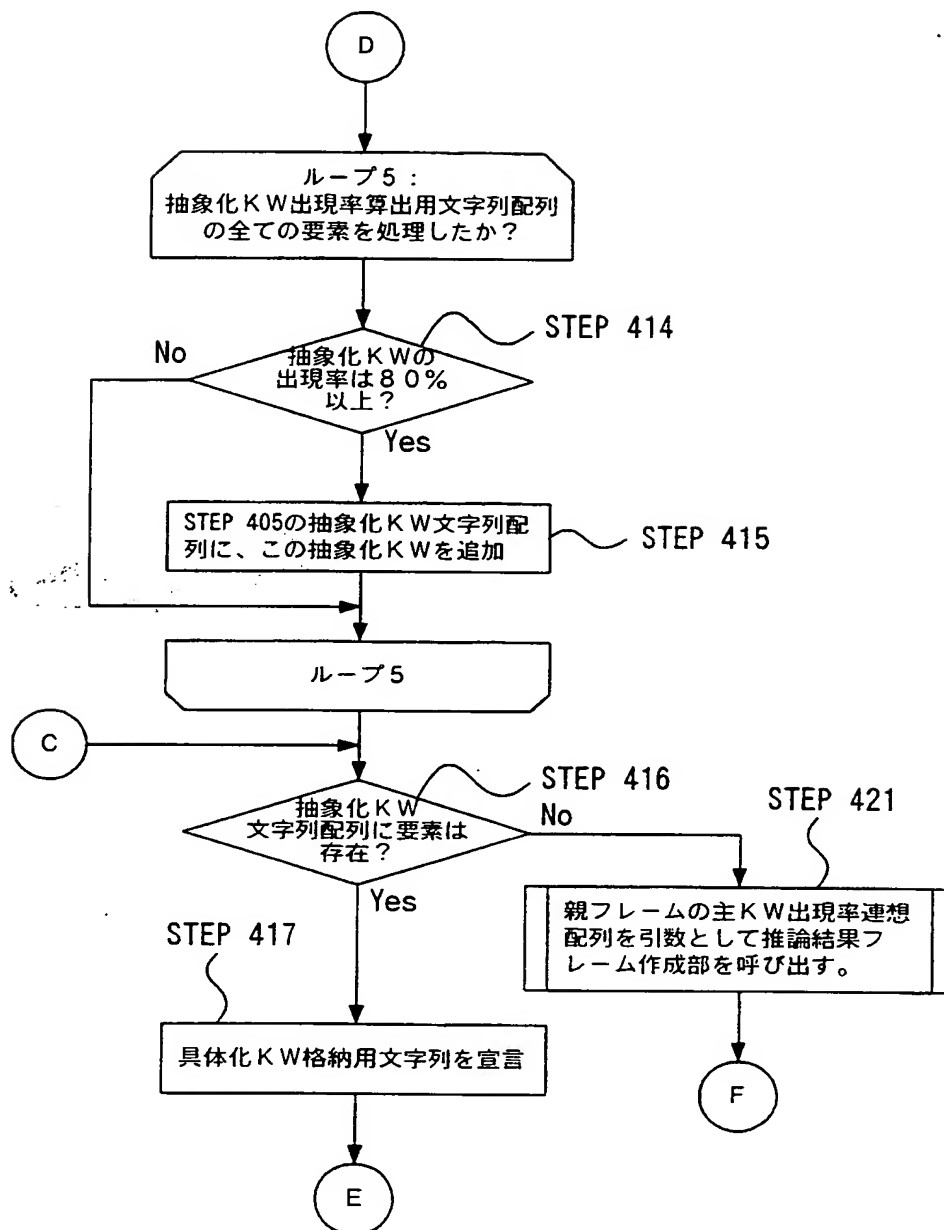 D
ループ5：
抽象化KW出現率算出用文字列配列
の全ての要素を処理したか？
STEP 414
No
抽象化KWの
出現率は80%
以上？
Yes
STEP 405の抽象化KW文字列配
列に、この抽象化KWを追加
STEP 415
ループ5
C
STEP 416
抽象化KW
文字列配列に要素は
存在？
No
STEP 421
Yes
親フレームの主KW出現率連想
配列を引数として推論結果フ
レーム作成部を呼び出す。
STEP 417
具体化KW格納用文字列を宣言
F
E